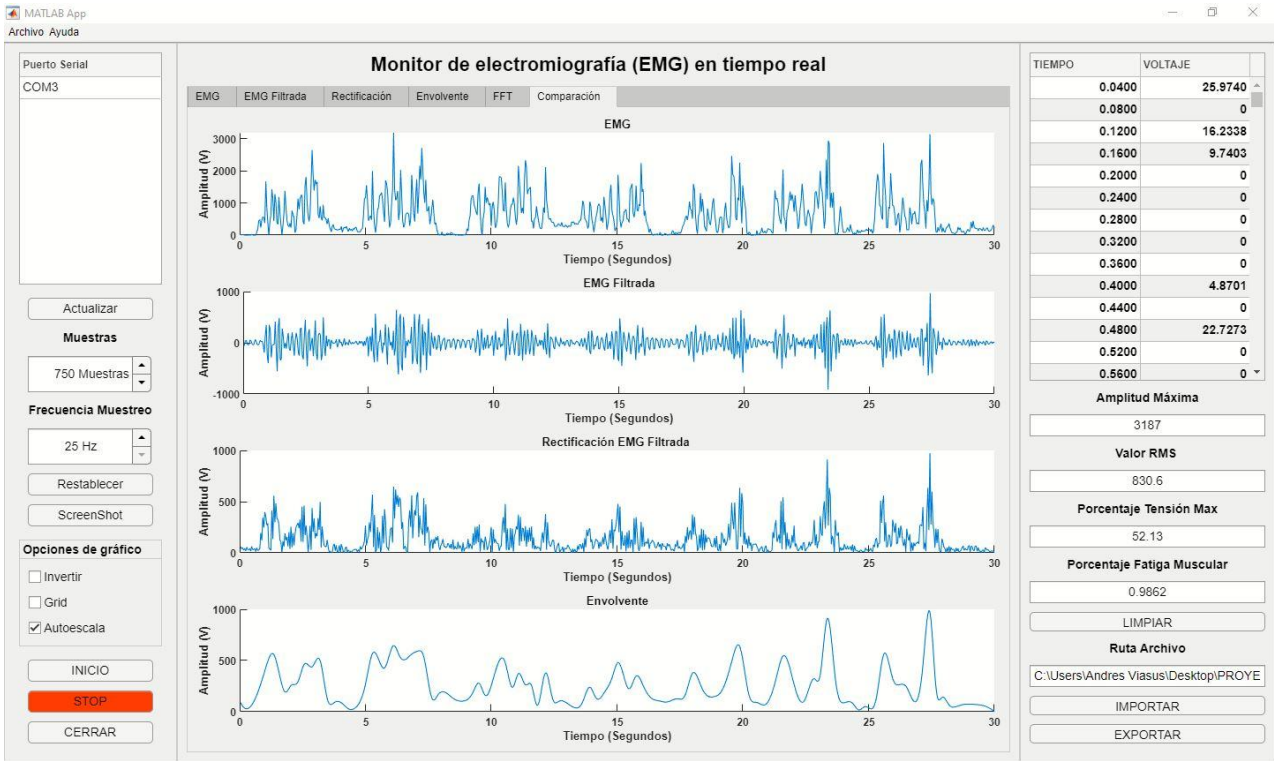 MATLAB App
Archivo Ayuda
Puerto Serial
COM3
Actualizar
Muestras
750 Muestras
Frecuencia Muestreo
25 Hz
Restablecer
ScreenShot
Opciones de gráfico
Invertir
Grid
Autoescala
INICIO
STOP
CERRAR
Monitor de electromiografía (EMG) en tiempo real
EMG EMG Filtrada Rectificación Envolvente FFT Comparación
EMG
Amplitud (V)
3000
2000
1000
0
0 5 10 15 20 25 30
Tiempo (Segundos)
EMG Filtrada
Amplitud (V)
1000
0
-1000
0 5 10 15 20 25 30
Tiempo (Segundos)
Rectificación EMG Filtrada
Amplitud (V)
1000
500
0
0 5 10 15 20 25 30
Tiempo (Segundos)
Envolvente
Amplitud (V)
1000
500
0
0 5 10 15 20 25 30
Tiempo (Segundos)
TIEMPO VOLTAJE
0.0400 25.9740
0.0800 0
0.1200 16.2338
0.1600 9.7403
0.2000 0
0.2400 0
0.2800 0
0.3200 0
0.3600 0
0.4000 4.8701
0.4400 0
0.4800 22.7273
0.5200 0
0.5600 0
Amplitud Máxima
3187
Valor RMS
830.6
Porcentaje Tensión Max
52.13
Porcentaje Fatiga Muscular
0.9862
LIMPIAR
Ruta Archivo
C:\Users\Andres Viasus\Desktop\PROYE
IMPORTAR
EXPORTAR